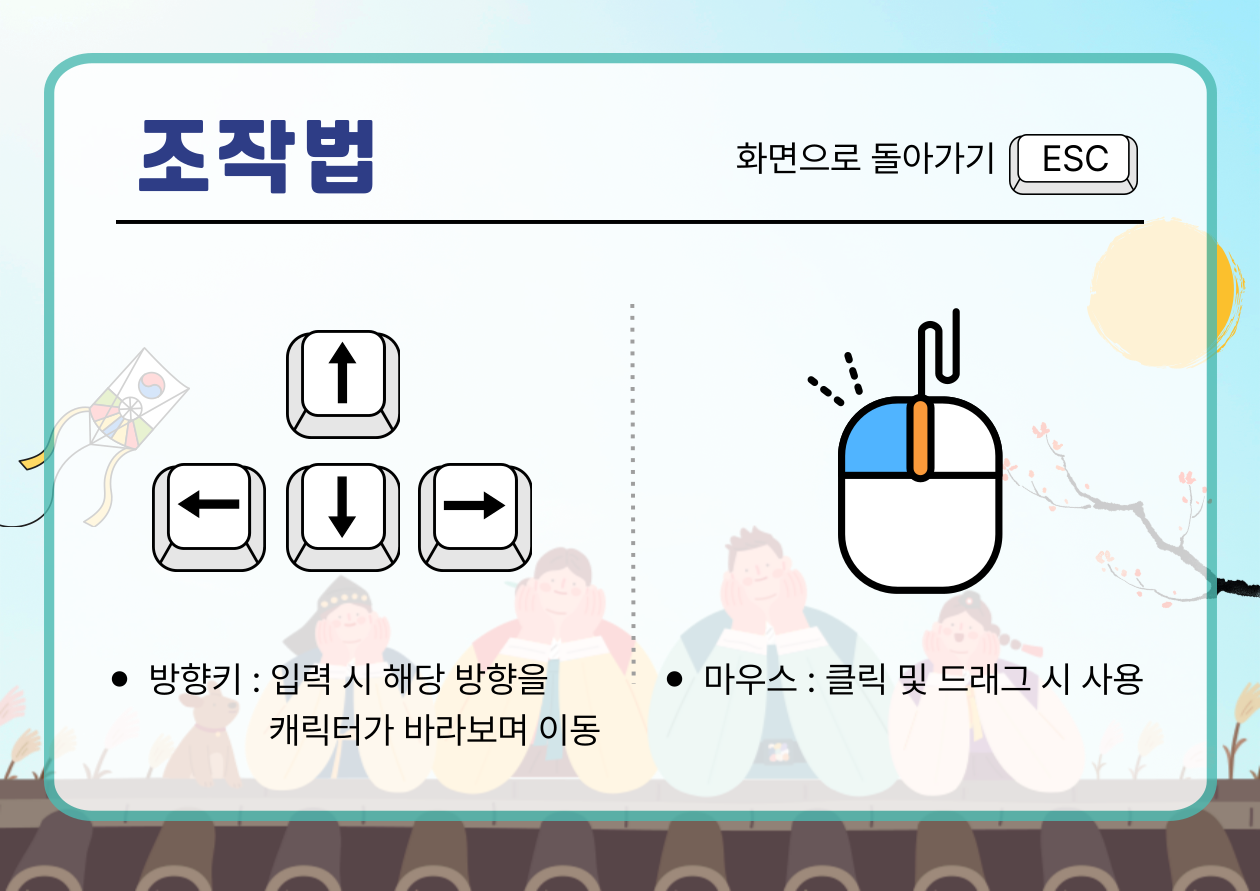 조작법
화면으로 돌아가기 ESC
방향키 : 입력 시 해당 방향을
캐릭터가 바라보며 이동
마우스 : 클릭 및 드래그 시 사용